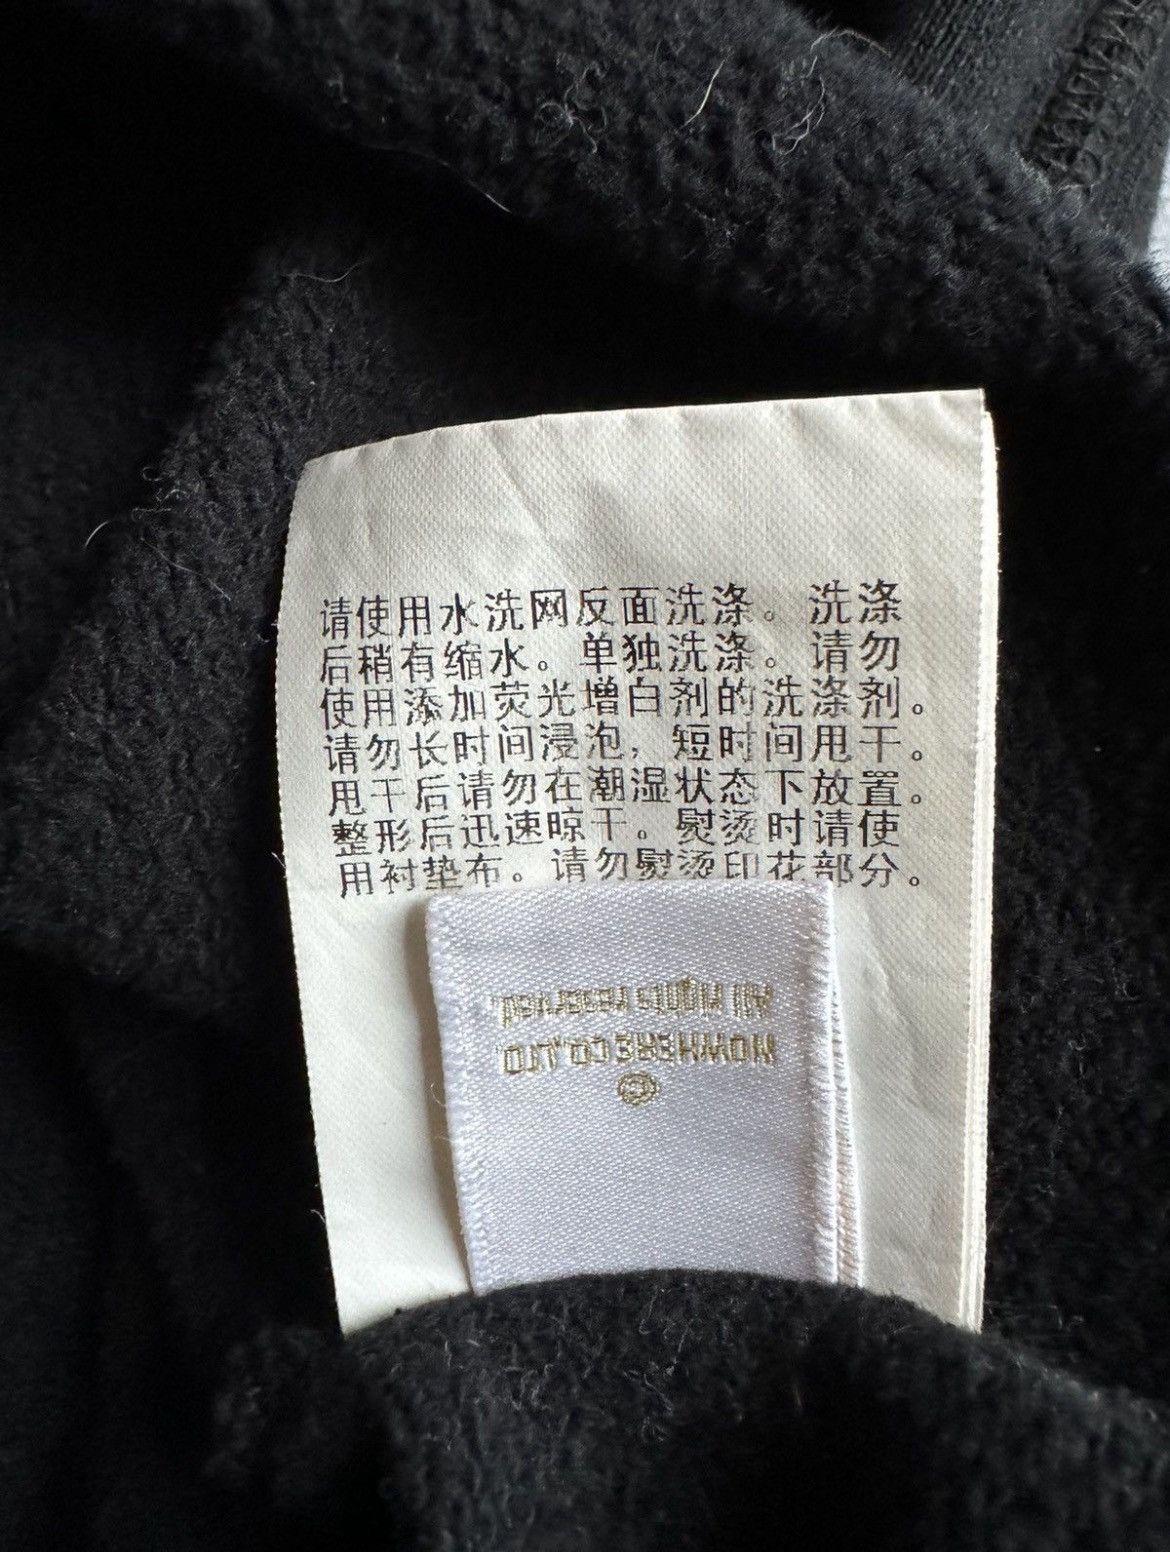 请使用水洗网反面洗涤。洗涤
后稍有缩水。单独洗涤。请勿
使用添加荧光增白剂的洗涤剂。
请勿长时间浸泡，短时间甩干。
甩干后请勿在潮湿状态下放置。
整形后迅速晾干。熨烫时请使
用衬垫布。请勿熨烫印花部分。
©
NOWHERE CO.,LTD
All rights reserved.